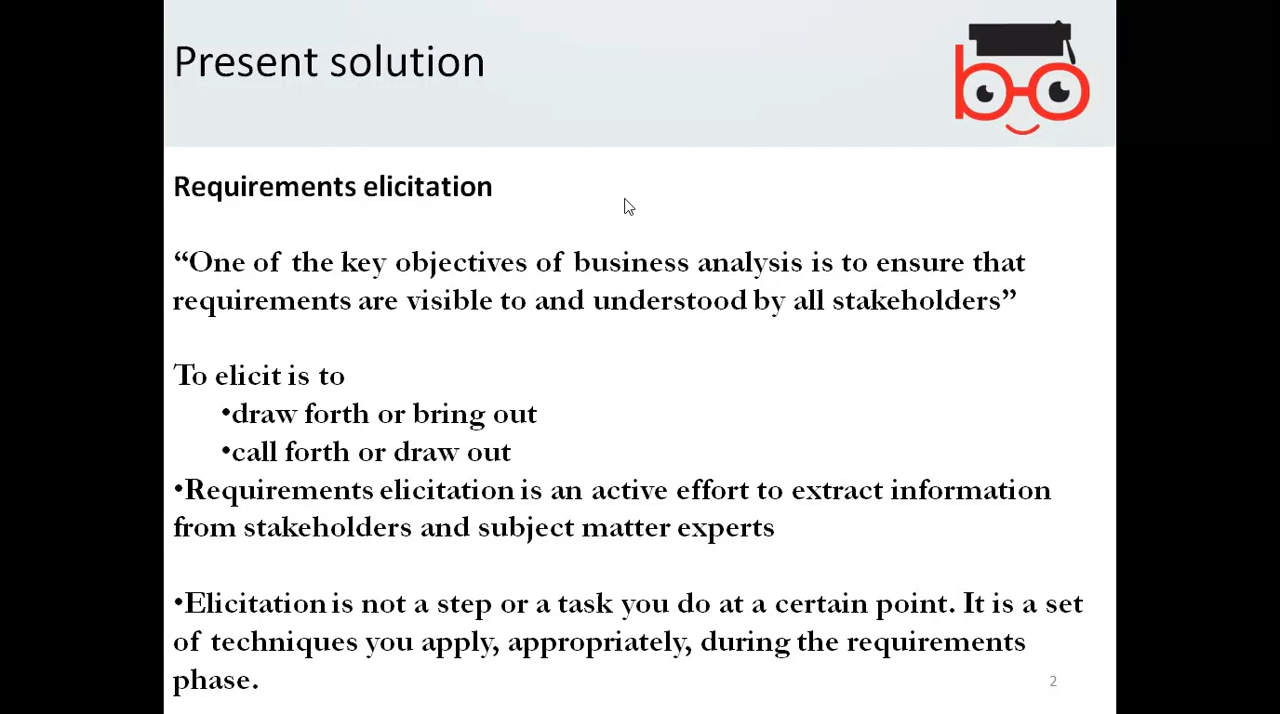 Present solution
Requirements elicitation
“One of the key objectives of business analysis is to ensure that
requirements are visible to and understood by all stakeholders”
To elicit is to
•draw forth or bring out
•call forth or draw out
•Requirements elicitation is an active effort to extract information
from stakeholders and subject matter experts
•Elicitation is not a step or a task you do at a certain point. It is a set
of techniques you apply, appropriately, during the requirements
phase.
2